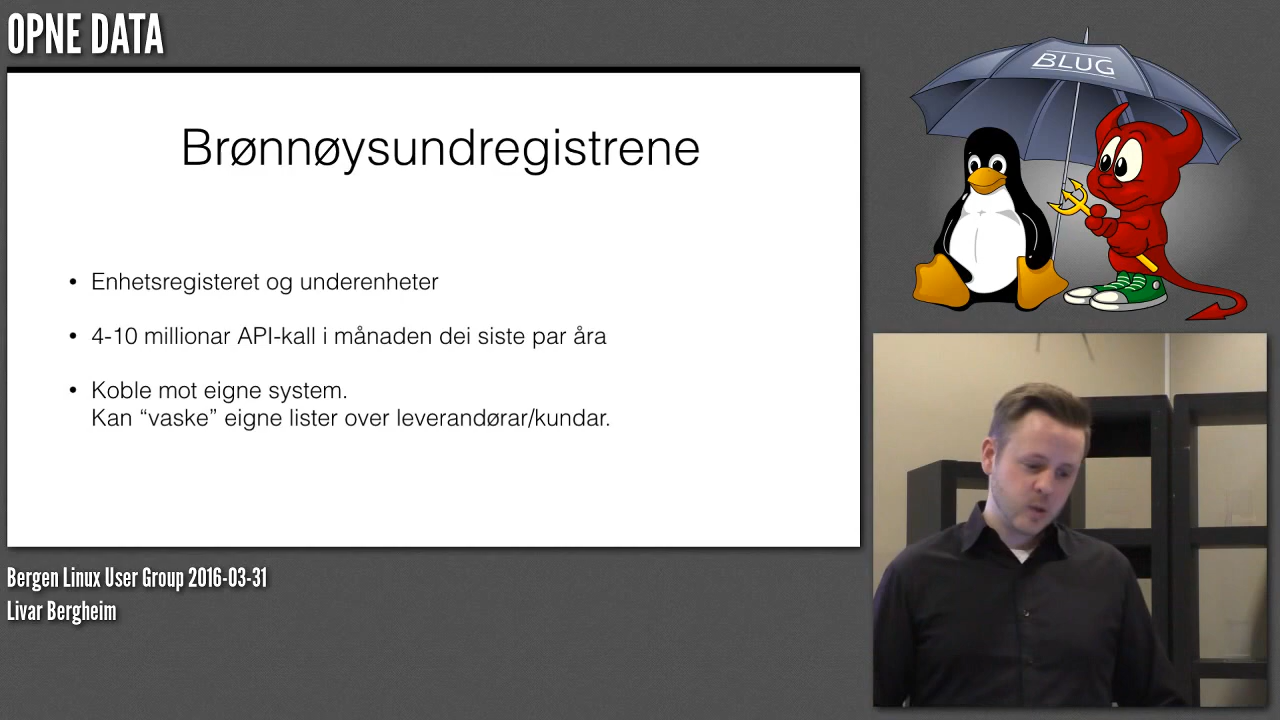 OPNE DATA
BLUG
Brønnøysundregistrene
• Enhetsregisteret og underenheter
• 4-10 millionar API-kall i månaden dei siste par åra
• Koble mot eigne system.
Kan “vaske” eigne lister over leverandørar/kundar.
Bergen Linux User Group 2016-03-31
Livar Bergheim